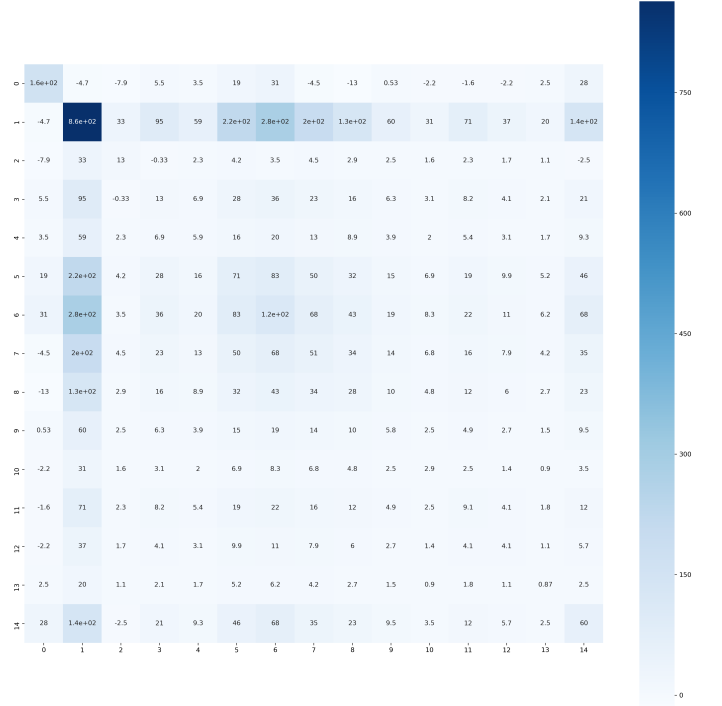 0 1.6e+02 -4.7 -7.9 5.5 3.5 19 31 -4.5 -13 0.53 -2.2 -1.6 -2.2 2.5 28
1 -4.7 8.6e+02 33 95 59 2.2e+02 2.8e+02 2e+02 1.3e+02 60 31 71 37 20 1.4e+02
2 -7.9 33 13 -0.33 2.3 4.2 3.5 4.5 2.9 2.5 1.6 2.3 1.7 1.1 -2.5
3 5.5 95 -0.33 13 6.9 28 36 23 16 6.3 3.1 8.2 4.1 2.1 21
4 3.5 59 2.3 6.9 5.9 16 20 13 8.9 3.9 2 5.4 3.1 1.7 9.3
5 19 2.2e+02 4.2 28 16 71 83 50 32 15 6.9 19 9.9 5.2 46
6 31 2.8e+02 3.5 36 20 83 1.2e+02 68 43 19 8.3 22 11 6.2 68
7 -4.5 2e+02 4.5 23 13 50 68 51 34 14 6.8 16 7.9 4.2 35
8 -13 1.3e+02 2.9 16 8.9 32 43 34 28 10 4.8 12 6 2.7 23
9 0.53 60 2.5 6.3 3.9 15 19 14 10 5.8 2.5 4.9 2.7 1.5 9.5
10 -2.2 31 1.6 3.1 2 6.9 8.3 6.8 4.8 2.5 2.9 2.5 1.4 0.9 3.5
11 -1.6 71 2.3 8.2 5.4 19 22 16 12 4.9 2.5 9.1 4.1 1.8 12
12 -2.2 37 1.7 4.1 3.1 9.9 11 7.9 6 2.7 1.4 4.1 4.1 1.1 5.7
13 2.5 20 1.1 2.1 1.7 5.2 6.2 4.2 2.7 1.5 0.9 1.8 1.1 0.87 2.5
14 28 1.4e+02 -2.5 21 9.3 46 68 35 23 9.5 3.5 12 5.7 2.5 60
0 1 2 3 4 5 6 7 8 9 10 11 12 13 14
750
600
450
300
150
0